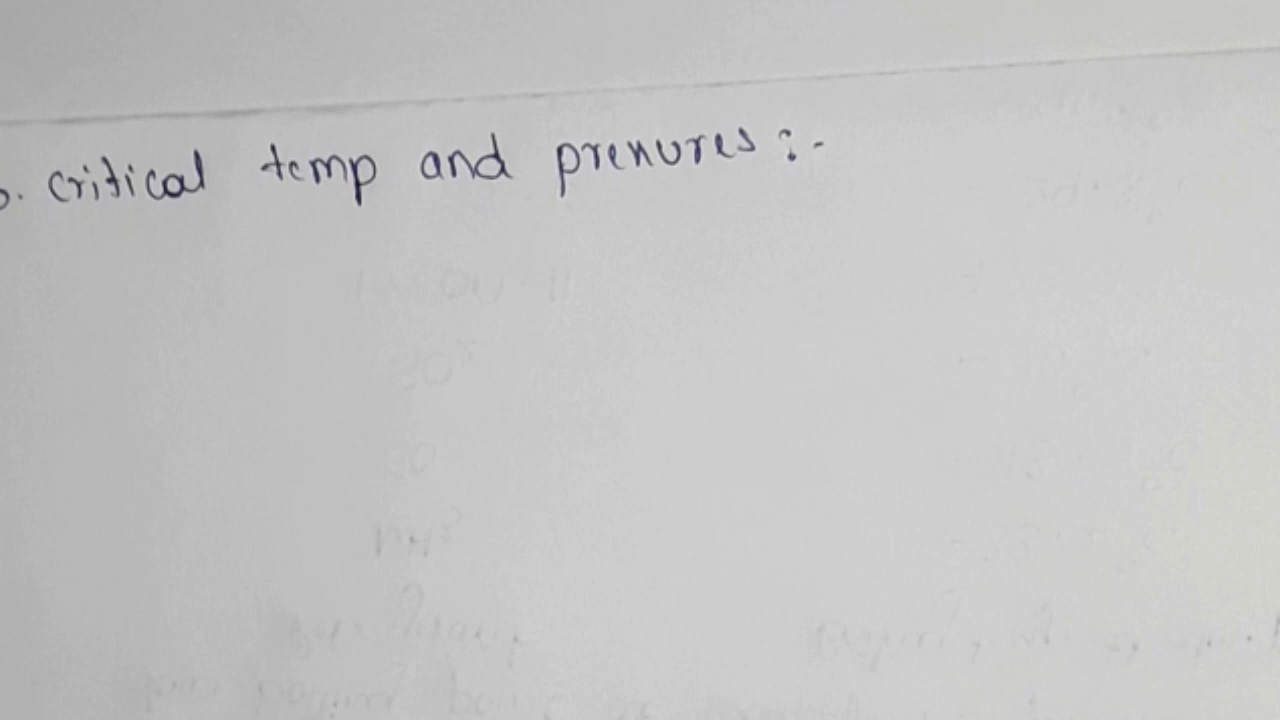 critical temp and prenures :-